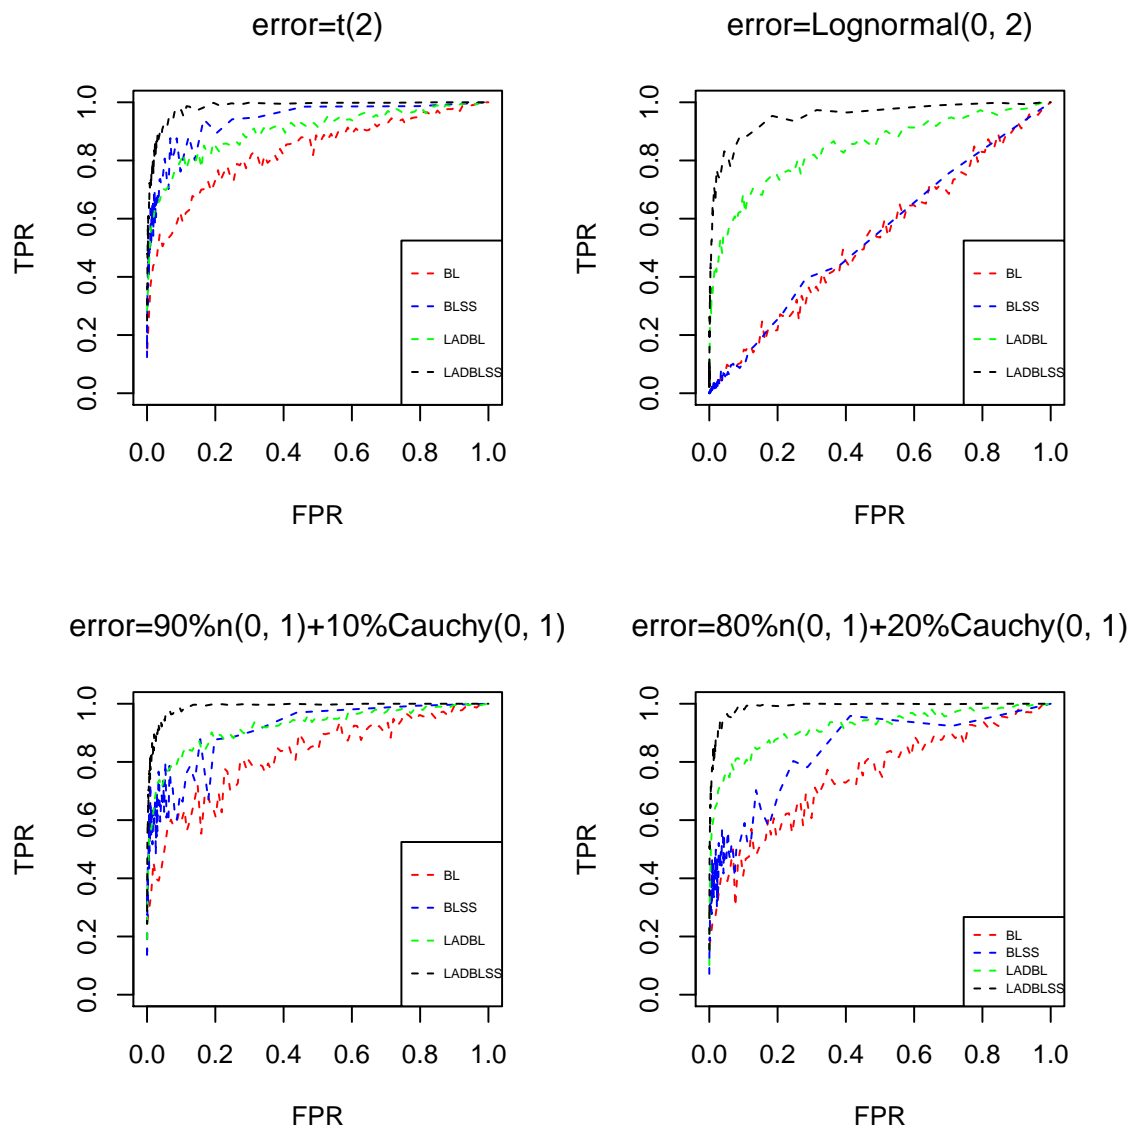 error=t(2)
TPR
1.0
0.8
0.6
0.4
0.2
0.0
BL
BLSS
LADBL
LADBLSS
0.0 0.2 0.4 0.6 0.8 1.0
FPR
error=Lognormal(0, 2)
TPR
1.0
0.8
0.6
0.4
0.2
0.0
BL
BLSS
LADBL
LADBLSS
0.0 0.2 0.4 0.6 0.8 1.0
FPR
error=90%n(0, 1)+10%Cauchy(0, 1)
TPR
1.0
0.8
0.6
0.4
0.2
0.0
BL
BLSS
LADBL
LADBLSS
0.0 0.2 0.4 0.6 0.8 1.0
FPR
error=80%n(0, 1)+20%Cauchy(0, 1)
TPR
1.0
0.8
0.6
0.4
0.2
0.0
BL
BLSS
LADBL
LADBLSS
0.0 0.2 0.4 0.6 0.8 1.0
FPR